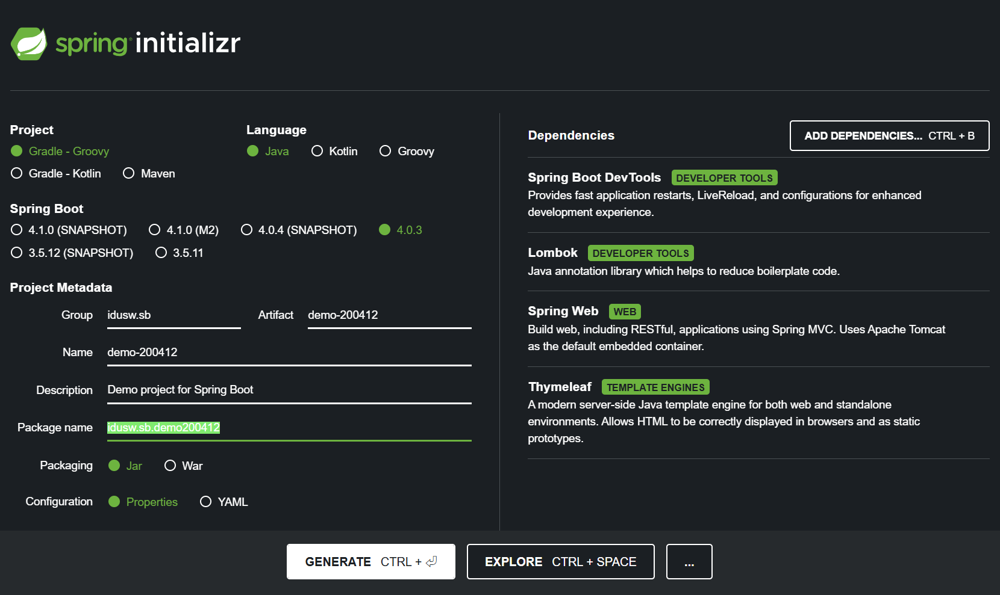 spring initializr
Project
Gradle - Groovy
Gradle - Kotlin Maven
Language
Java Kotlin Groovy
Spring Boot
4.1.0 (SNAPSHOT) 4.1.0 (M2) 4.0.4 (SNAPSHOT) 4.0.3
3.5.12 (SNAPSHOT) 3.5.11
Project Metadata
Group idusw.sb Artifact demo-200412
Name demo-200412
Description Demo project for Spring Boot
Package name idusw.sb.demo200412
Packaging Jar War
Configuration Properties YAML
Dependencies ADD DEPENDENCIES... CTRL + B
Spring Boot DevTools DEVELOPER TOOLS
Provides fast application restarts, LiveReload, and configurations for enhanced
development experience.
Lombok DEVELOPER TOOLS
Java annotation library which helps to reduce boilerplate code.
Spring Web WEB
Build web, including RESTful, applications using Spring MVC. Uses Apache Tomcat
as the default embedded container.
Thymeleaf TEMPLATE ENGINES
A modern server-side Java template engine for both web and standalone
environments. Allows HTML to be correctly displayed in browsers and as static
prototypes.
GENERATE CTRL + ⏎ EXPLORE CTRL + SPACE ...